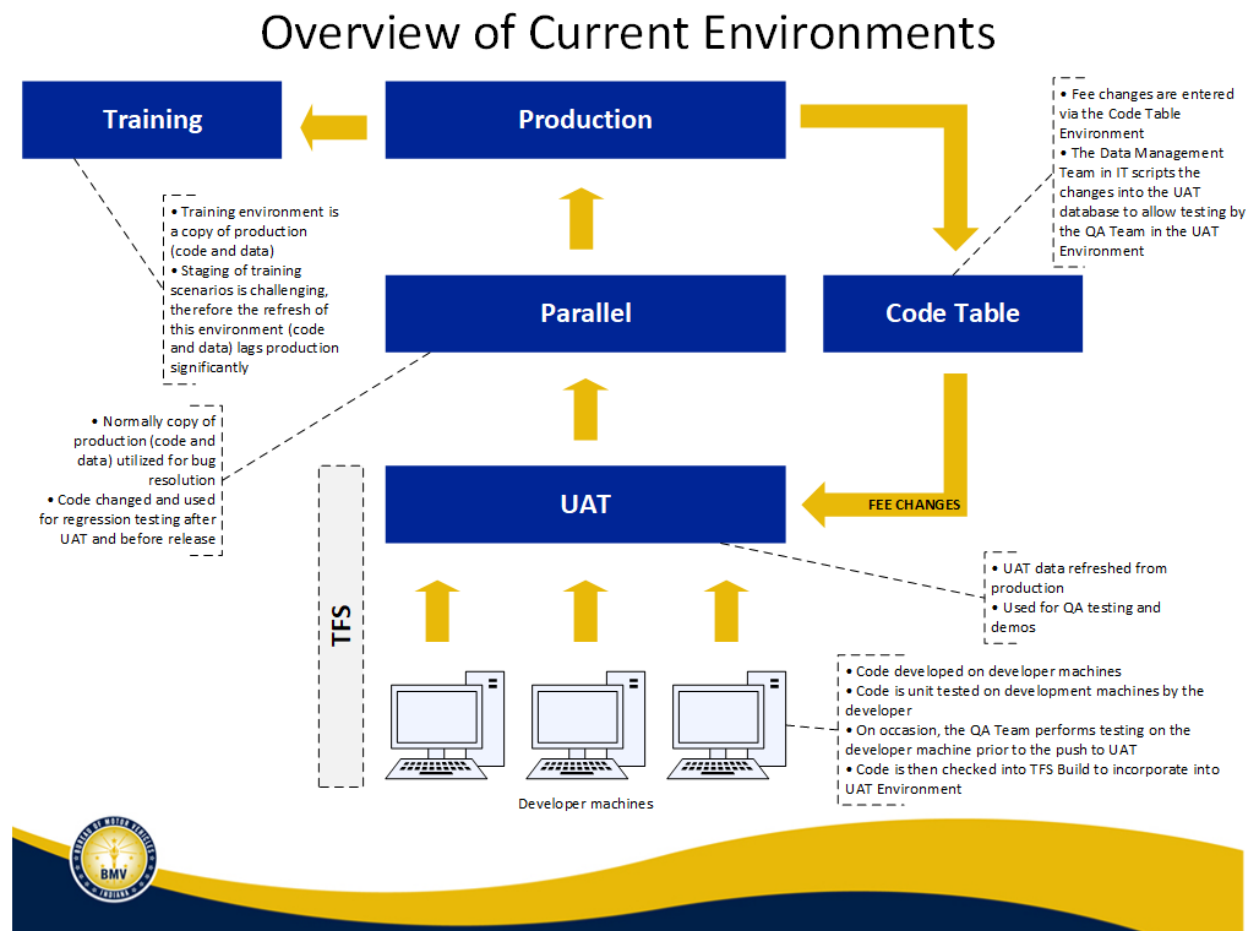 Overview of Current Environments
Training
Production
• Fee changes are entered
via the Code Table
Environment
• The Data Management
Team in IT scripts the
changes into the UAT
database to allow testing by
the QA Team in the UAT
Environment
• Training environment is
a copy of production
(code and data)
• Staging of training
scenarios is challenging,
therefore the refresh of
this environment (code
and data) lags production
significantly
Parallel
Code Table
• Normally copy of
production (code and
data) utilized for bug
resolution
• Code changed and used
for regression testing after
UAT and before release
TFS
UAT
FEE CHANGES
• UAT data refreshed from
production
• Used for QA testing and
demos
• Code developed on developer machines
• Code is unit tested on development machines by the
developer
• On occasion, the QA Team performs testing on the
developer machine prior to the push to UAT
• Code is then checked into TFS Build to incorporate into
UAT Environment
Developer machines
BUREAU OF MOTOR VEHICLES
BMV
INDIANA